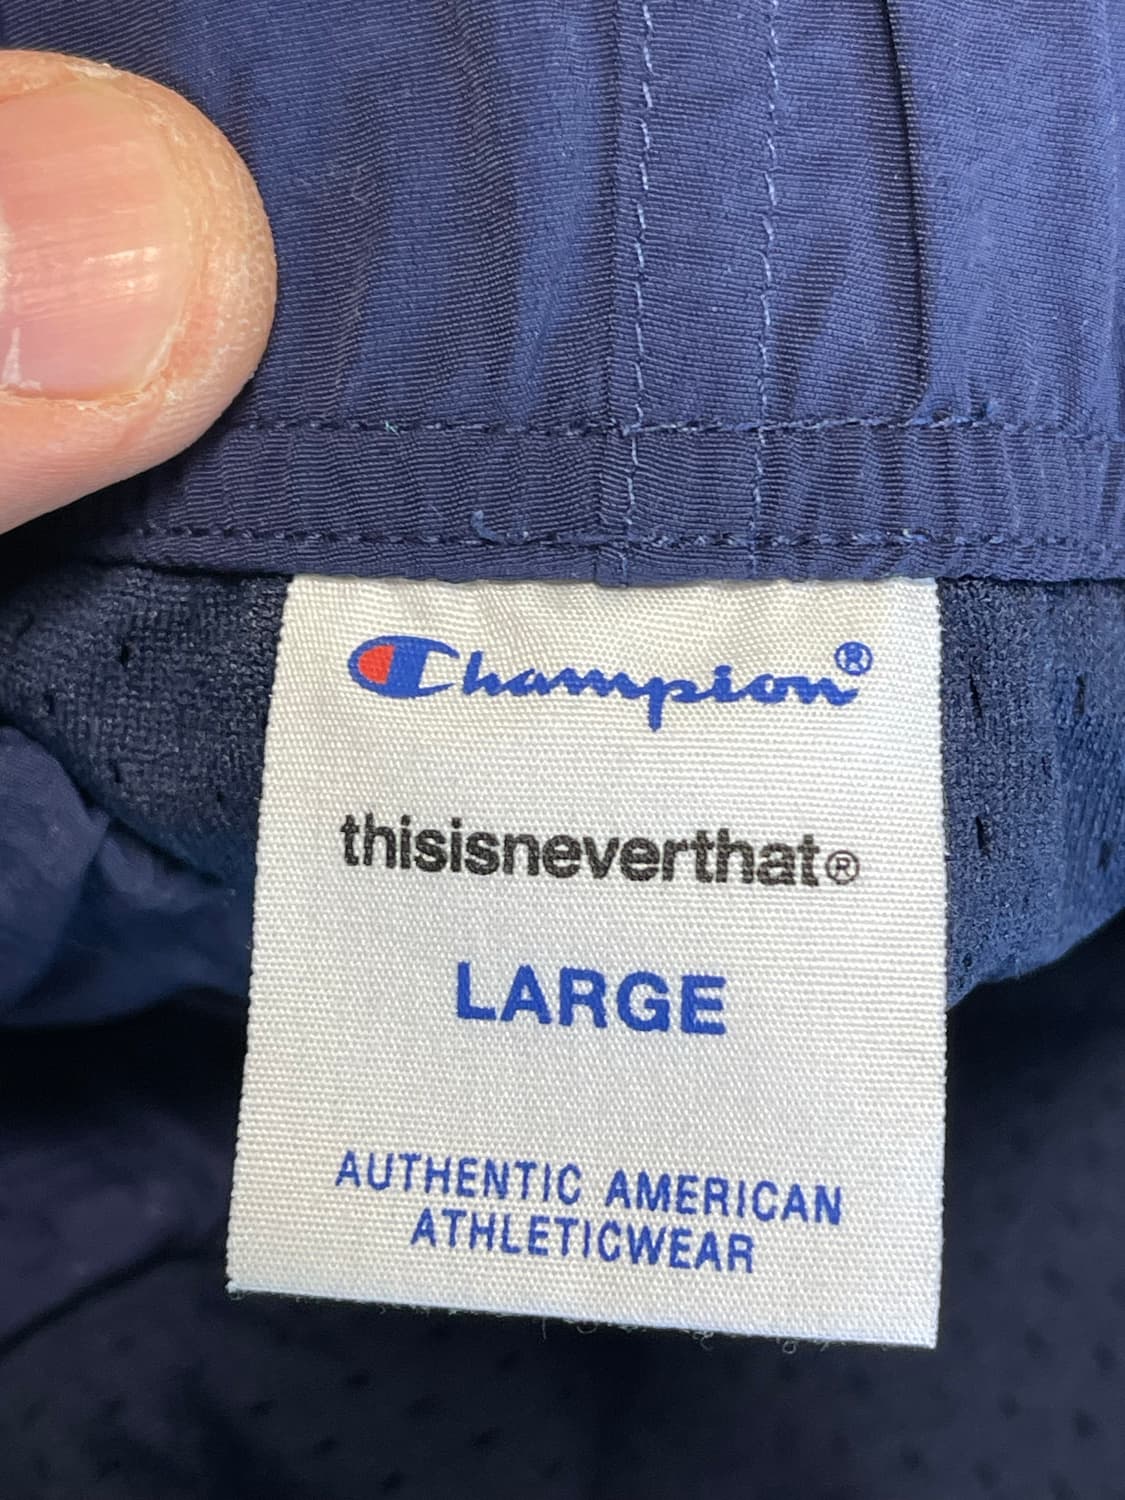 Champion®
thisisneverthat®
LARGE
AUTHENTIC AMERICAN
ATHLETICWEAR